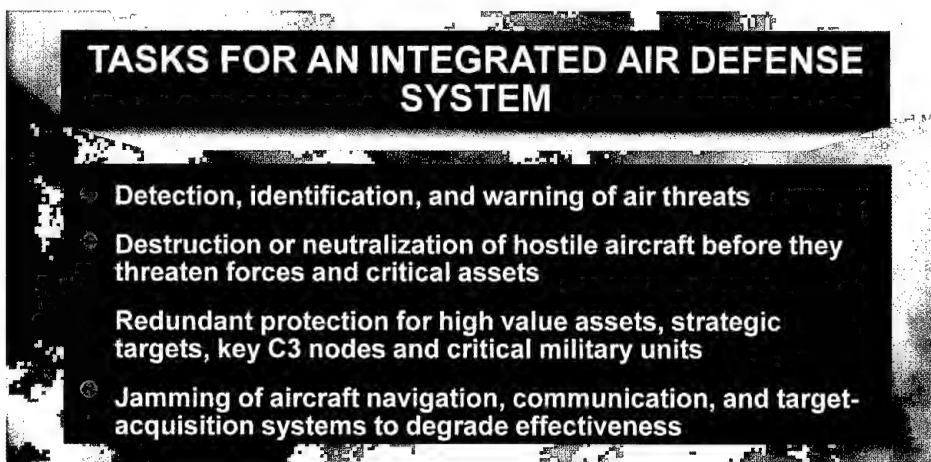 TASKS FOR AN INTEGRATED AIR DEFENSE
SYSTEM
Detection, identification, and warning of air threats
Destruction or neutralization of hostile aircraft before they
threaten forces and critical assets
Redundant protection for high value assets, strategic
targets, key C3 nodes and critical military units
Jamming of aircraft navigation, communication, and target-
acquisition systems to degrade effectiveness